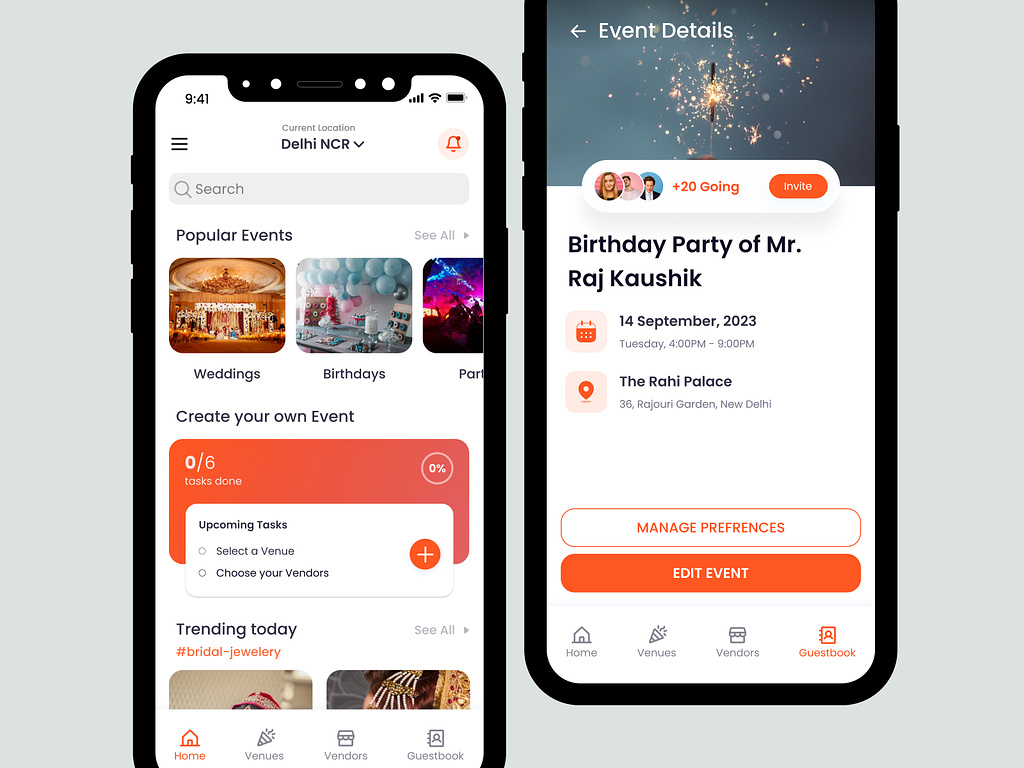 9:41
Current Location
Delhi NCR
Search
Popular Events
See All
Weddings
Birthdays
Part
Create your own Event
0/6
tasks done
0%
Upcoming Tasks
Select a Venue
Choose your Vendors
Trending today
See All
#bridal-jewelery
Home
Venues
Vendors
Guestbook
Event Details
+20 Going
Invite
Birthday Party of Mr.
Raj Kaushik
14 September, 2023
Tuesday, 4:00PM - 9:00PM
The Rahi Palace
36, Rajouri Garden, New Delhi
MANAGE PREFRENCES
EDIT EVENT
Home
Venues
Vendors
Guestbook